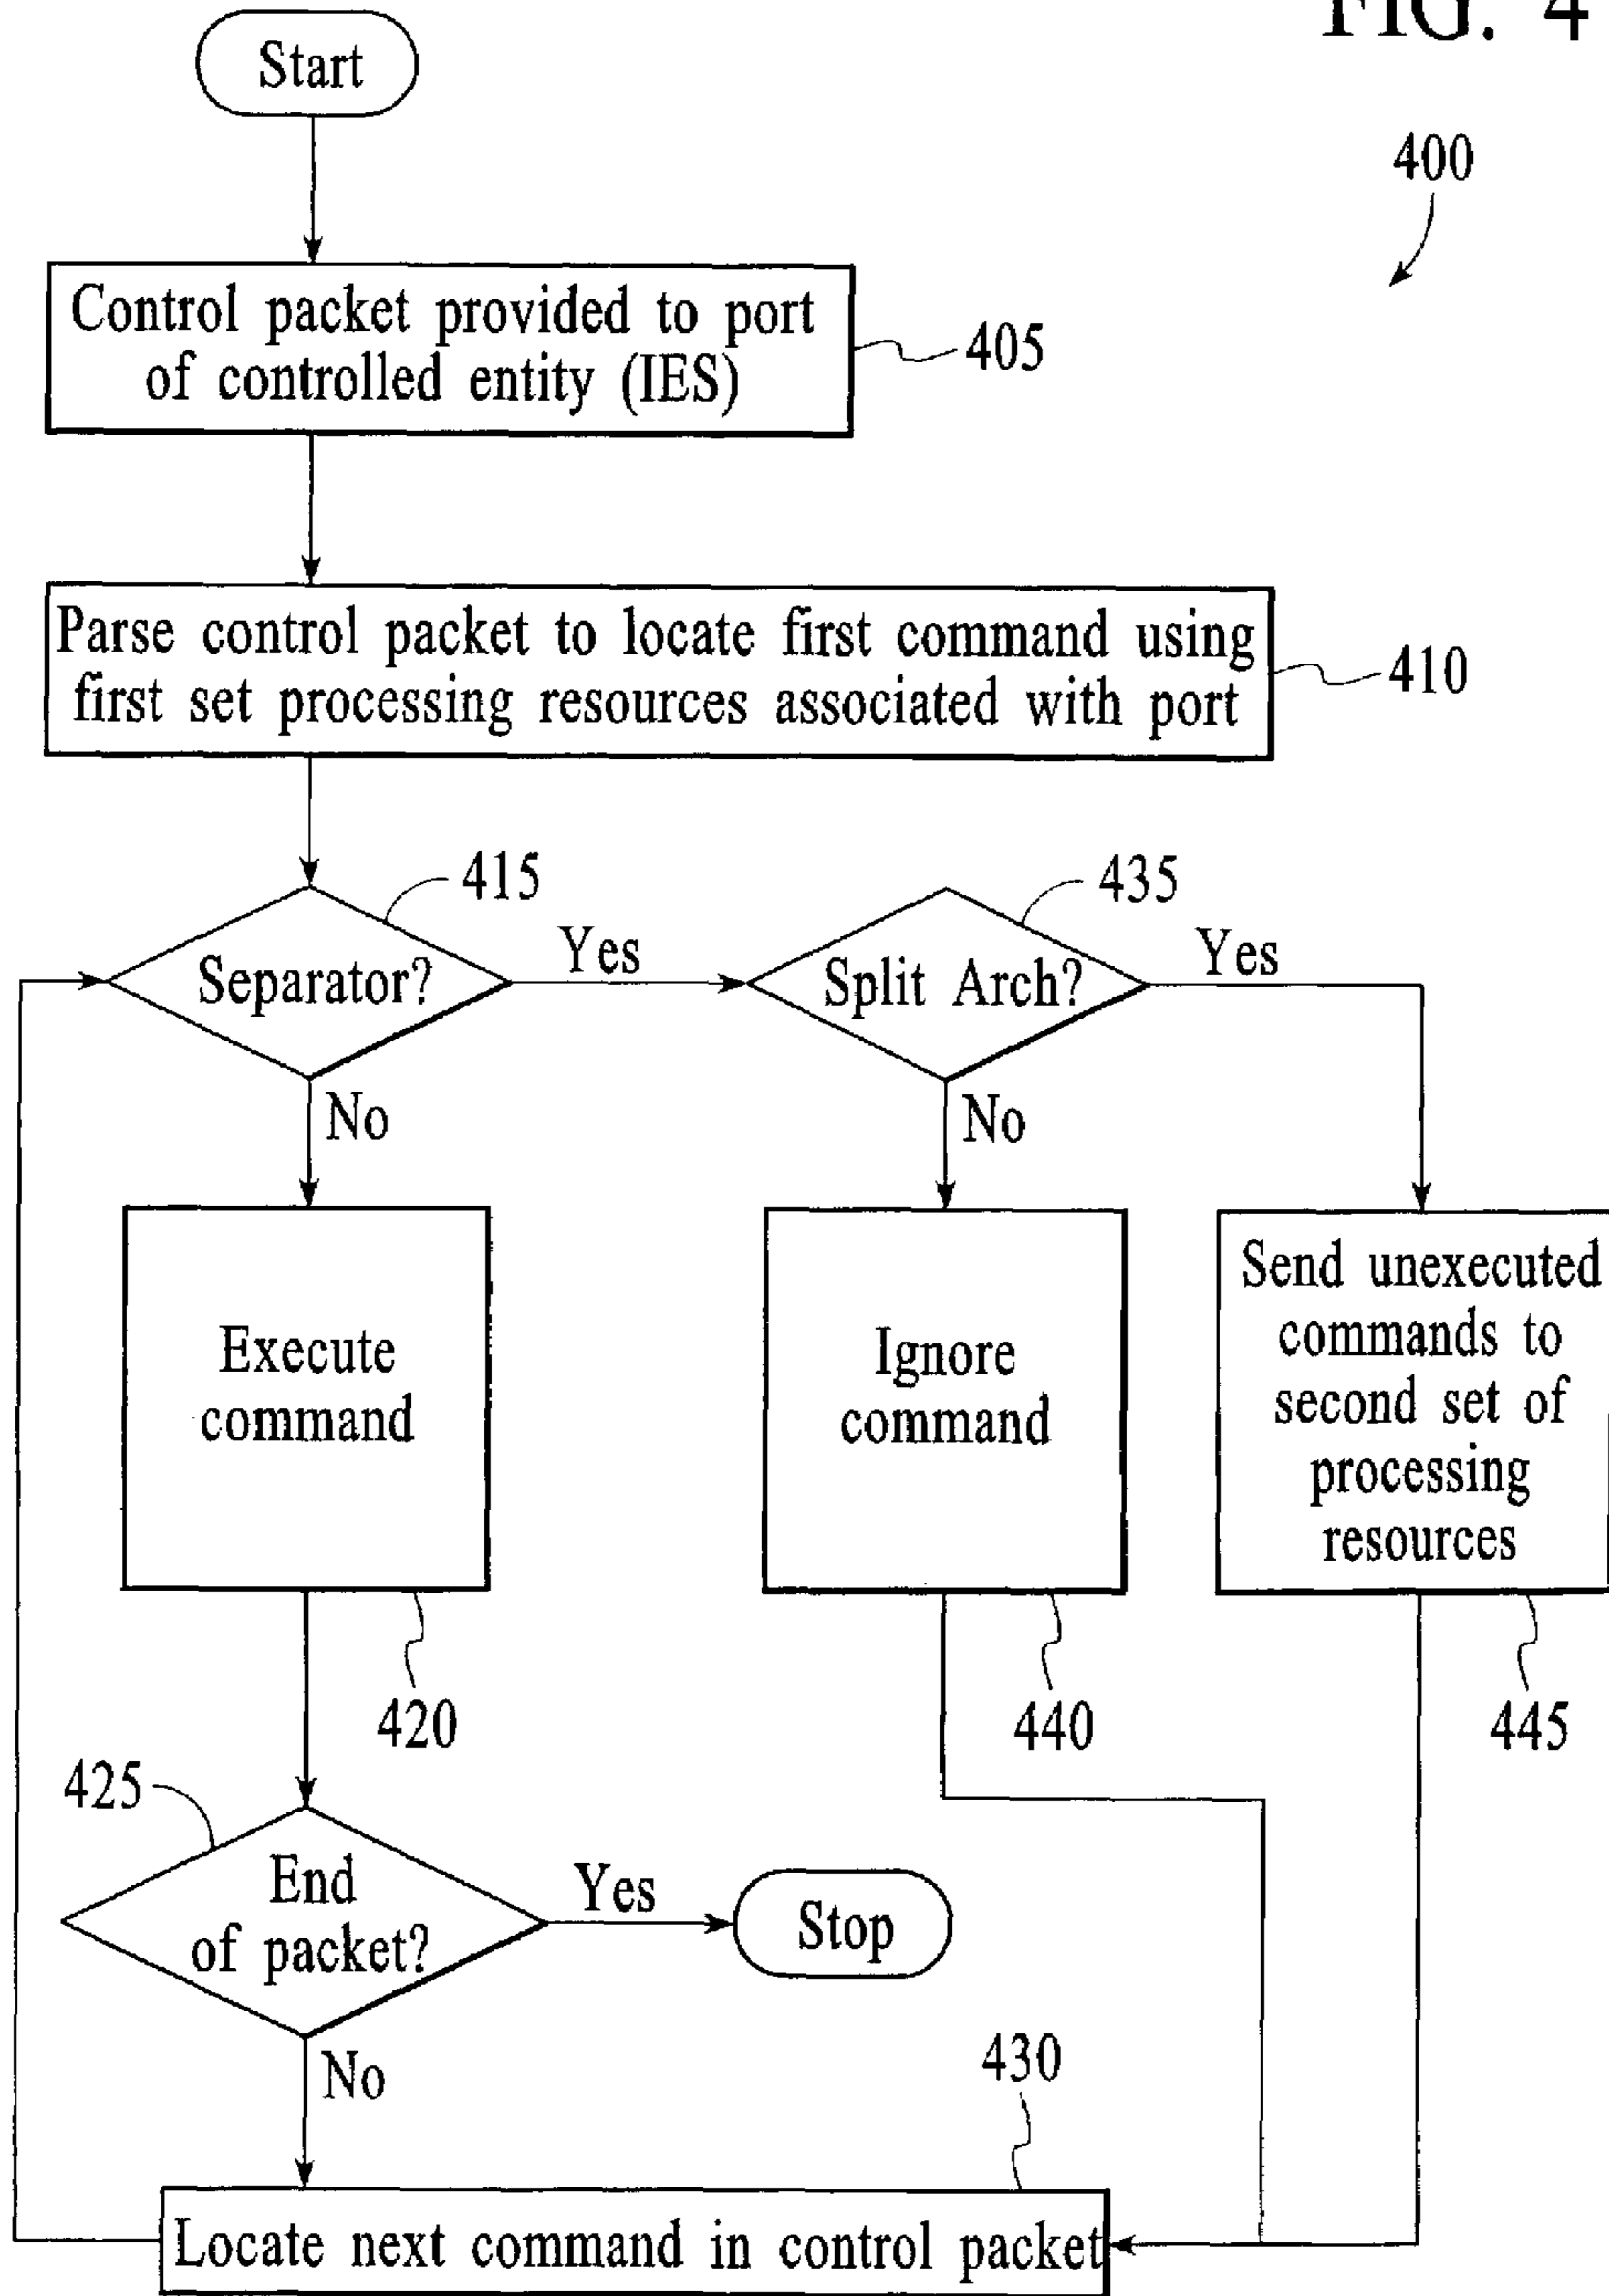 FIG. 4
Start
400
Control packet provided to port
of controlled entity (IES)
405
Parse control packet to locate first command using
first set processing resources associated with port
410
415
435
Separator?
Yes
Split Arch?
Yes
No
No
Execute
command
Ignore
command
Send unexecuted
commands to
second set of
processing
resources
420
440
445
425
End
of packet?
Yes
Stop
No
430
Locate next command in control packet